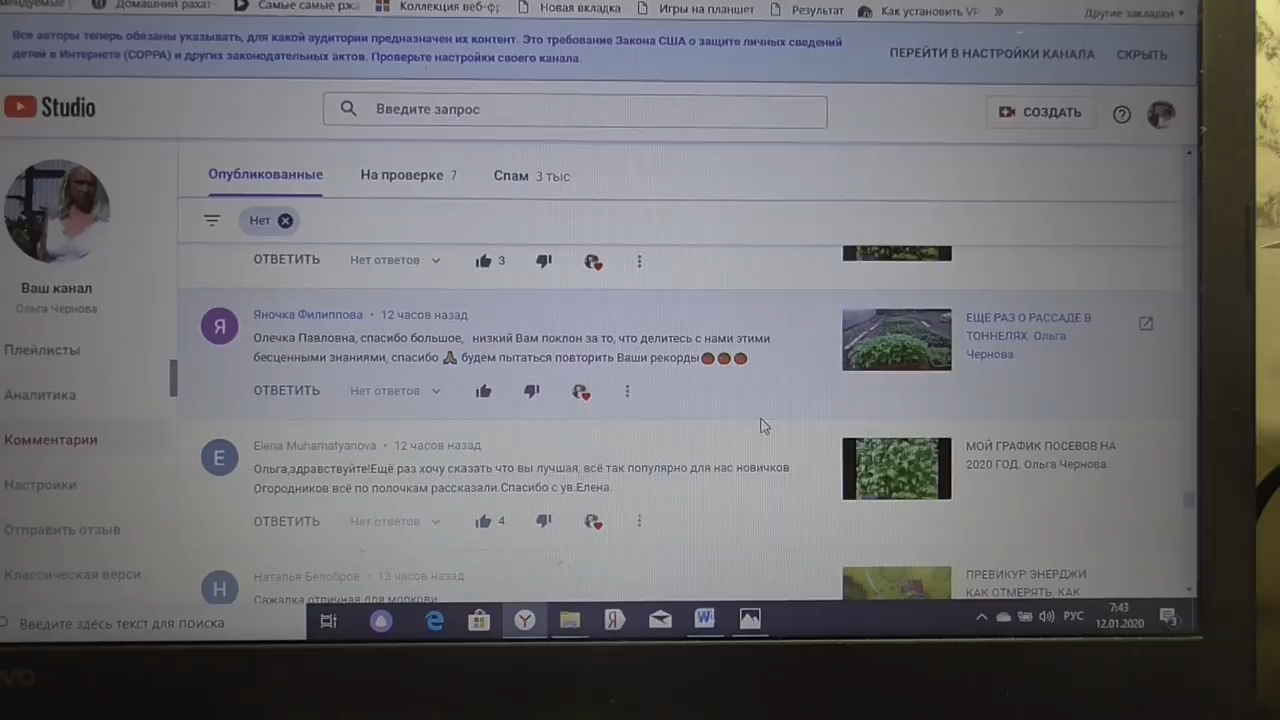 Домашний рахат
Самые самые ржа
Коллекция веб-фр
Новая вкладка
Игры на планшет
Результат
Как установить VP
»
Другие закладки
Все авторы теперь обязаны указывать, для какой аудитории предназначен их контент. Это требование Закона США о защите личных сведений
детей в Интернете (COPPA) и других законодательных актов. Проверьте настройки своего канала.
ПЕРЕЙТИ В НАСТРОЙКИ КАНАЛА
СКРЫТЬ
Studio
Введите запрос
СОЗДАТЬ
Опубликованные
На проверке 7
Спам 3 тыс
Нет
Ваш канал
Ольга Чернова
Плейлисты
Аналитика
Комментарии
Настройки
Отправить отзыв
Классическая верси...
ОТВЕТИТЬ Нет ответов 3
Я
Яночка Филиппова • 12 часов назад
Олечка Павловна, спасибо большое, низкий Вам поклон за то, что делитесь с нами этими
бесценными знаниями, спасибо 🙏 будем пытаться повторить Ваши рекорды🍅🍅🍅
ОТВЕТИТЬ Нет ответов
ЕЩЕ РАЗ О РАССАДЕ В
ТОННЕЛЯХ. Ольга
Чернова.
E
Elena Muhamatyanova • 12 часов назад
Ольга,здравствуйте!Ещё раз хочу сказать что вы лучшая, всё так популярно для нас новичков
Огородников всё по полочкам рассказали.Спасибо с ув.Елена.
ОТВЕТИТЬ Нет ответов 4
МОЙ ГРАФИК ПОСЕВОВ НА
2020 ГОД. Ольга Чернова.
Н
Наталья Белобров • 13 часов назад
Сажалка отличная для моркови
ПРЕВИКУР ЭНЕРДЖИ
КАК ОТМЕРЯТЬ, КАК
Введите здесь текст для поиска
РУС
7:43
12.01.2020
3